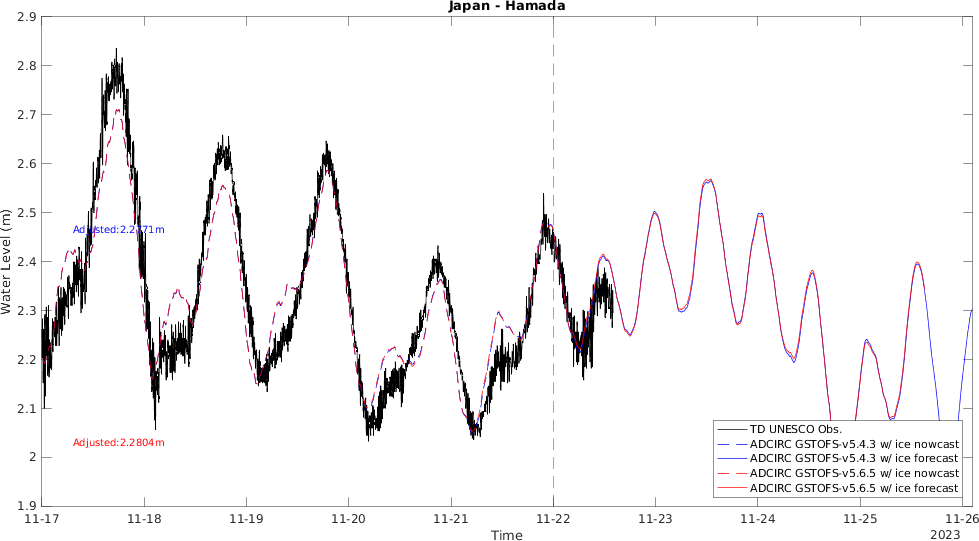 Japan - Hamada
2.9
2.8
2.7
2.6
2.5
2.4
2.3
2.2
2.1
2
1.9
Water Level (m)
Adjusted:2.2771m
Adjusted:2.2804m
TD UNESCO Obs.
ADCIRC GSTOFS-v5.4.3 w/ ice nowcast
ADCIRC GSTOFS-v5.4.3 w/ ice forecast
ADCIRC GSTOFS-v5.6.5 w/ ice nowcast
ADCIRC GSTOFS-v5.6.5 w/ ice forecast
11-17 11-18 11-19 11-20 11-21 11-22 11-23 11-24 11-25 11-26
Time
2023